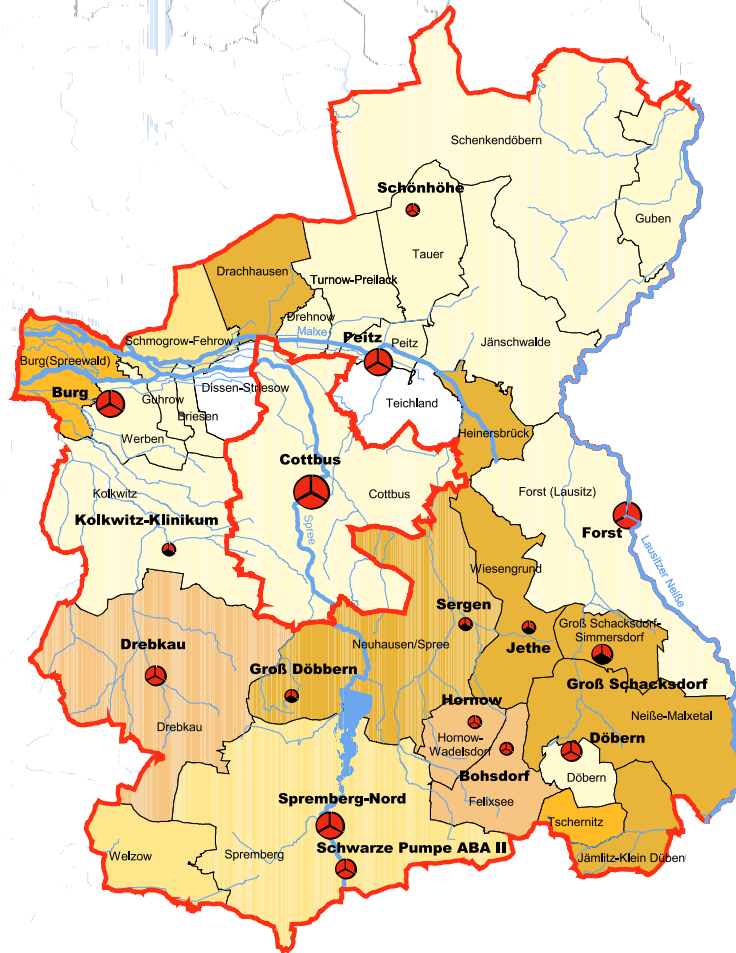 Schenkendöbern
Schönhöhe
Guben
Tauer
Drachhausen
Turnow-Preilack
Drehnow
Malxe
Peitz
Peitz
Schmogrow-Fehrow
Jänschwalde
Burg(Spreewald)
Dissen-Striesow
Burg
Guhrow
Teichland
Briesen
Werben
Heinersbrück
Cottbus
Kolkwitz
Cottbus
Forst (Lausitz)
Kolkwitz-Klinikum
Spree
Forst
Lausitzer Neiße
Wiesengrund
Sergen
Groß Schacksdorf-
Simmersdorf
Drebkau
Neuhausen/Spree
Jethe
Groß Döbbern
Groß Schacksdorf
Hornow
Neiße-Malxetal
Drebkau
Hornow-
Wadelsdorf
Döbern
Bohsdorf
Döbern
Spremberg-Nord
Felixsee
Tschernitz
Schwarze Pumpe ABA II
Welzow
Spremberg
Jämlitz-Klein Düben